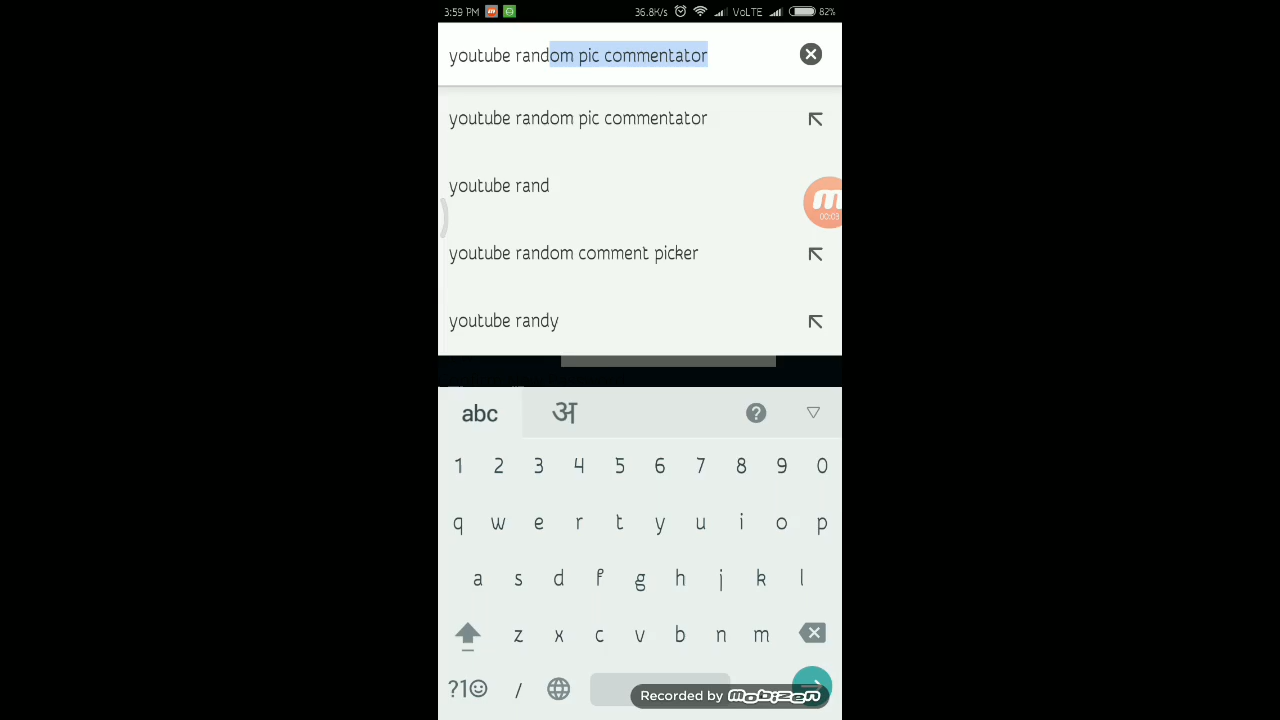 3:59 PM 36.8K/s VoLTE 82%
youtube random pic commentator
youtube random pic commentator
youtube rand
00:03
youtube random comment picker
youtube randy
abc अ ?
1 2 3 4 5 6 7 8 9 0
q w e r t y u i o p
a s d f g h j k l
z x c v b n m
?1☺ /
Recorded by mobizen